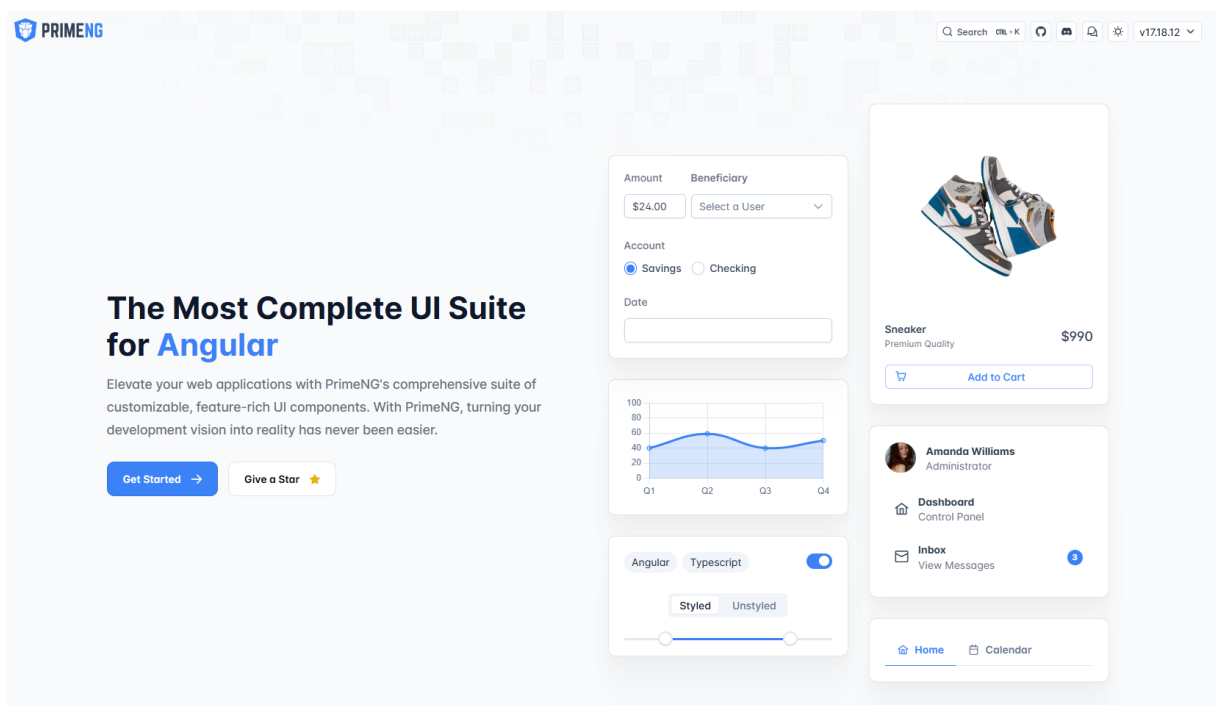 PRIMENG
Search CTRL + K
v17.18.12
The Most Complete UI Suite
for Angular
Elevate your web applications with PrimeNG's comprehensive suite of
customizable, feature-rich UI components. With PrimeNG, turning your
development vision into reality has never been easier.
Get Started
Give a Star
Amount Beneficiary
$24.00 Select a User
Account
Savings Checking
Date
100
80
60
40
20
0
Q1 Q2 Q3 Q4
Angular Typescript
Styled Unstyled
Sneaker
Premium Quality
$990
Add to Cart
Amanda Williams
Administrator
Dashboard
Control Panel
Inbox
View Messages
3
Home Calendar